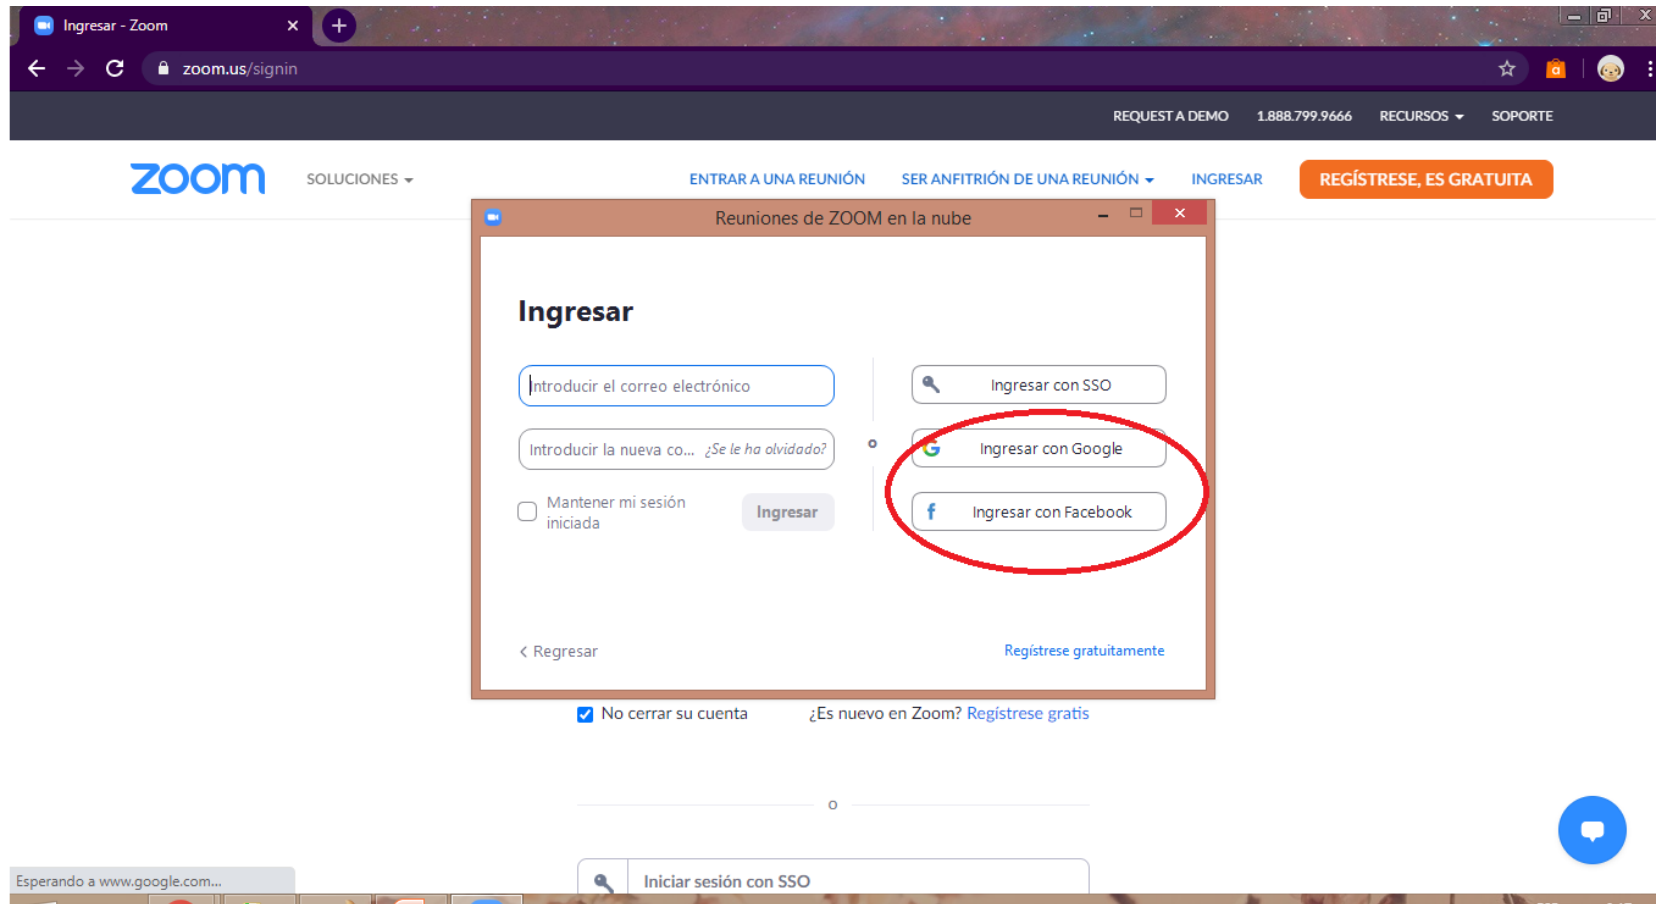 Ingresar - Zoom
zoom.us/signin
REQUEST A DEMO 1.888.799.9666 RECURSOS SOPORTE
zoom SOLUCIONES ENTRAR A UNA REUNIÓN SER ANFITRIÓN DE UNA REUNIÓN INGRESAR REGÍSTRESE, ES GRATUITA
Reuniones de ZOOM en la nube
Ingresar
Introducir el correo electrónico
Introducir la nueva co... ¿Se le ha olvidado?
Mantener mi sesión
iniciada
Ingresar
o
Ingresar con SSO
Ingresar con Google
Ingresar con Facebook
< Regresar
Regístrese gratuitamente
No cerrar su cuenta ¿Es nuevo en Zoom? Regístrese gratis
o
Iniciar sesión con SSO
Esperando a www.google.com...